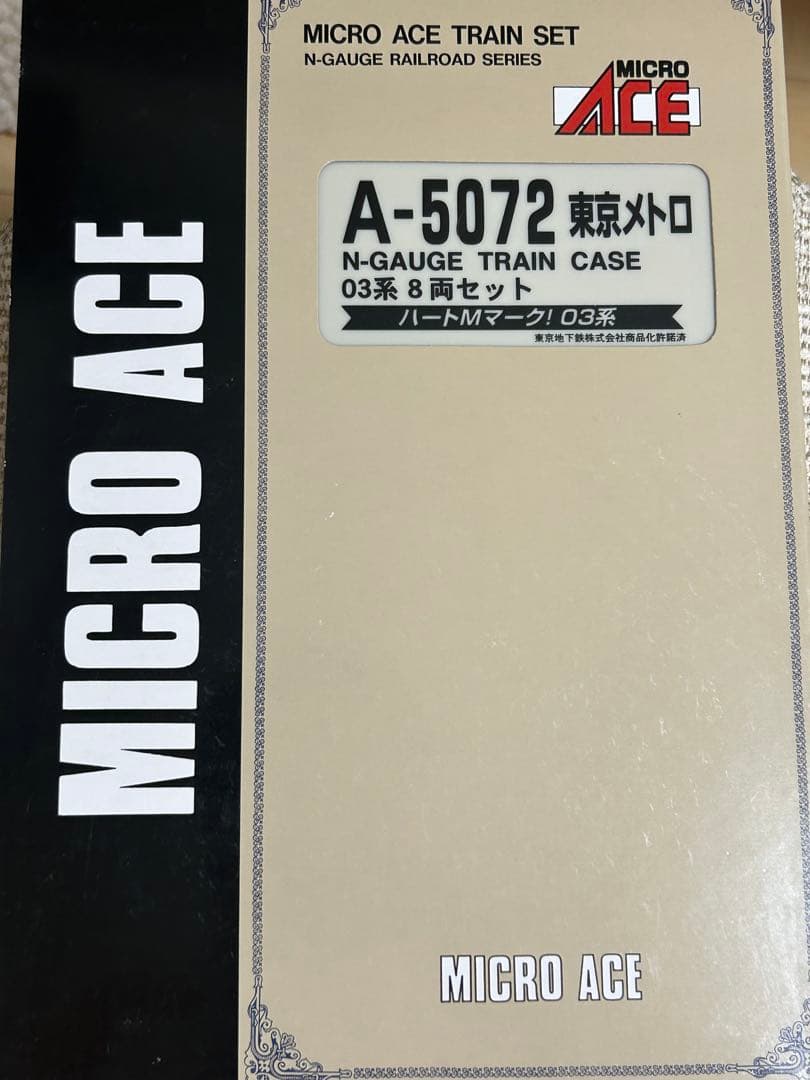 MICRO ACE TRAIN SET
N-GAUGE RAILROAD SERIES
MICRO
ACE
A-5072 東京メトロ
N-GAUGE TRAIN CASE
03系 8両セット
ハートMマーク! 03系
東京地下鉄株式会社商品化許諾済
MICRO ACE
MICRO ACE